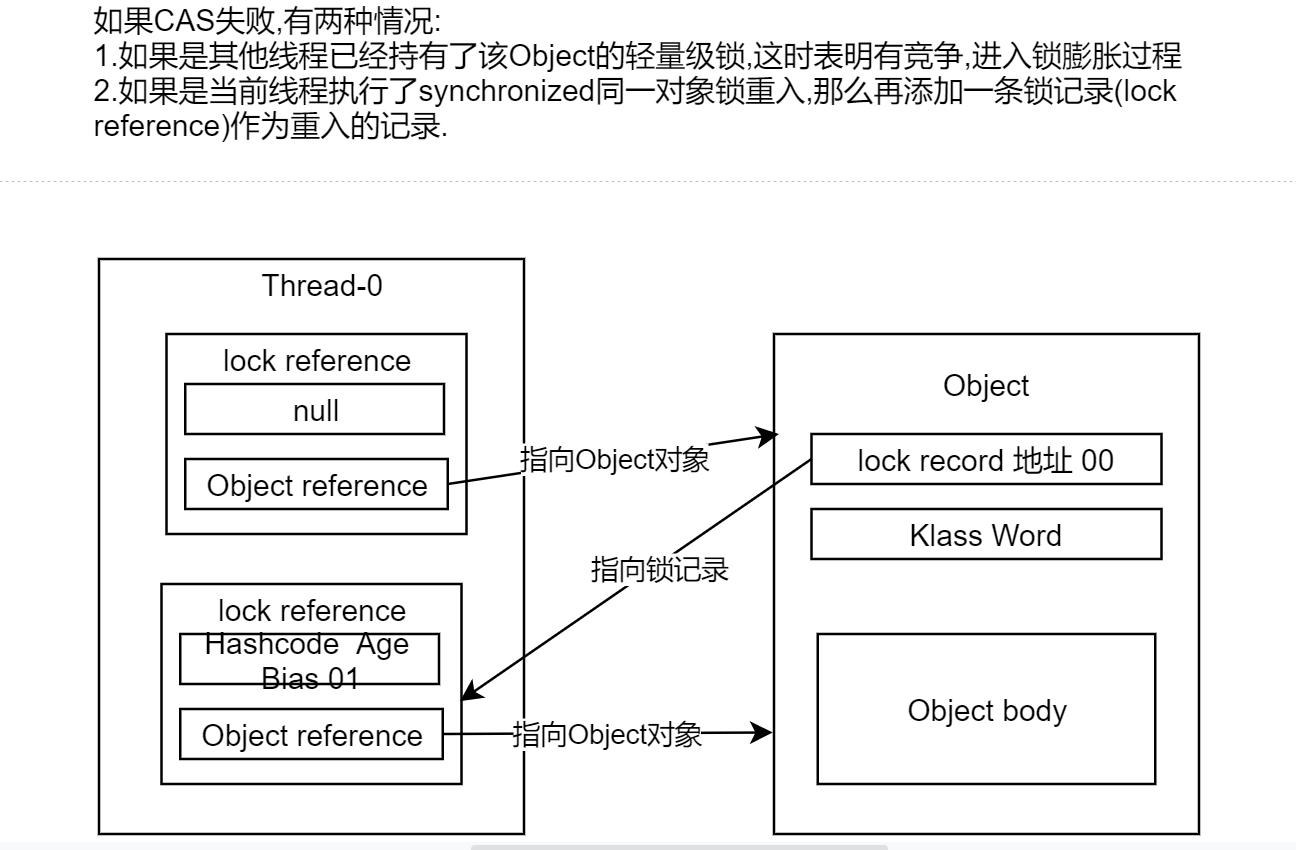 如果CAS失败,有两种情况:
1.如果是其他线程已经持有了该Object的轻量级锁,这时表明有竞争,进入锁膨胀过程
2.如果是当前线程执行了synchronized同一对象锁重入,那么再添加一条锁记录(lock
reference)作为重入的记录.
Thread-0
lock reference
null
Object reference
指向Object对象
Object
lock record 地址 00
Klass Word
指向锁记录
lock reference
Hashcode Age
Bias 01
Object reference
指向Object对象
Object body